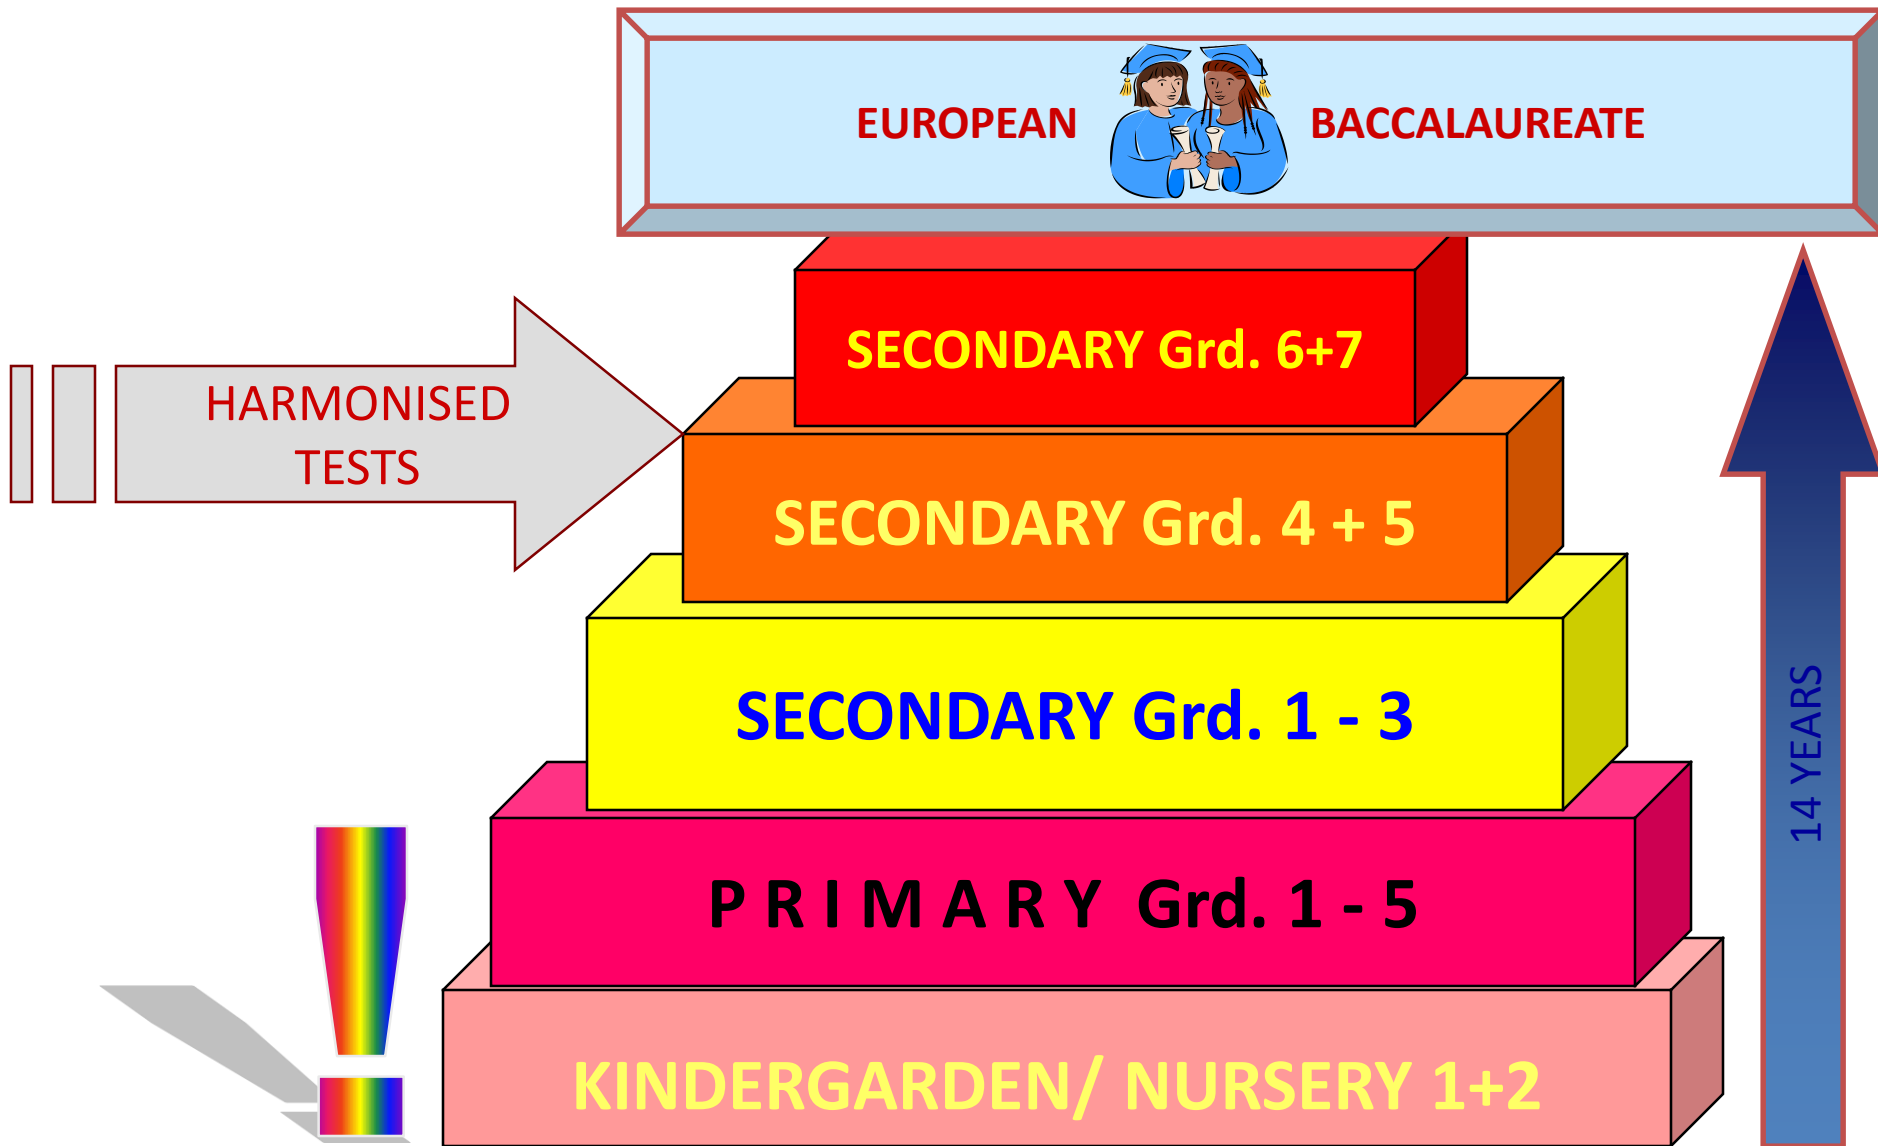 EUROPEAN BACCALAUREATE
SECONDARY Grd. 6+7
HARMONISED
TESTS
SECONDARY Grd. 4 + 5
SECONDARY Grd. 1 - 3
14 YEARS
P R I M A R Y Grd. 1 - 5
!
KINDERGARDEN/ NURSERY 1+2